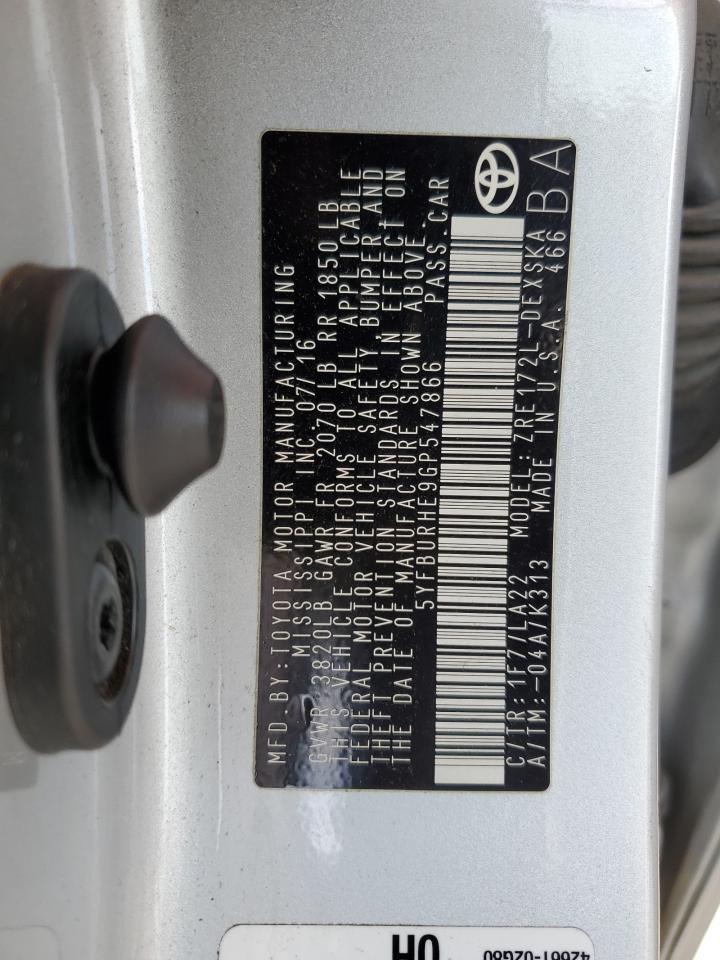 MFD BY: TOYOTA MOTOR MANUFACTURING
MISSISSIPPI INC 07/16
GVWR 3820LB GAWR FR 2070 LB RR 1850 LB
THIS VEHICLE CONFORMS TO ALL APPLICABLE
FEDERAL MOTOR VEHICLE SAFETY BUMPER AND
THEFT PREVENTION STANDARDS IN EFFECT ON
THE DATE OF MANUFACTURE SHOWN ABOVE
5YFBURHE9GP547866 PASS.CAR
C/TR: 1F7/LA22 MODEL: ZRE172L-DEXSKA
A/TM:-04A/K313 MADE IN U.S.A. 466 BA
42661-02G80